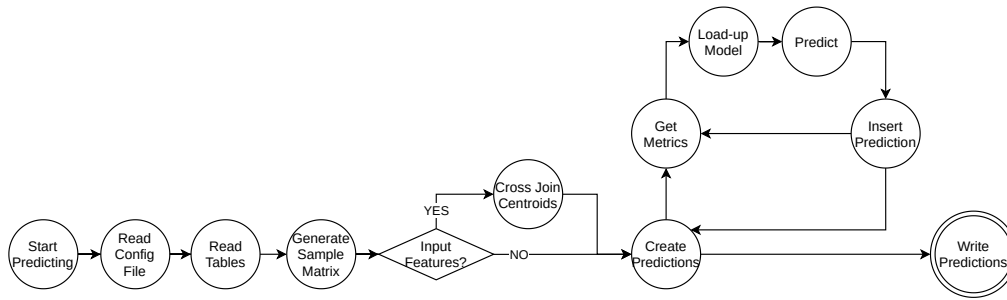 Load-up
Model
Predict
Get
Metrics
Insert
Prediction
Cross Join
Centroids
YES
Start
Predicting
Read
Config
File
Read
Tables
Generate
Sample
Matrix
Input
Features?
NO
Create
Predictions
Write
Predictions